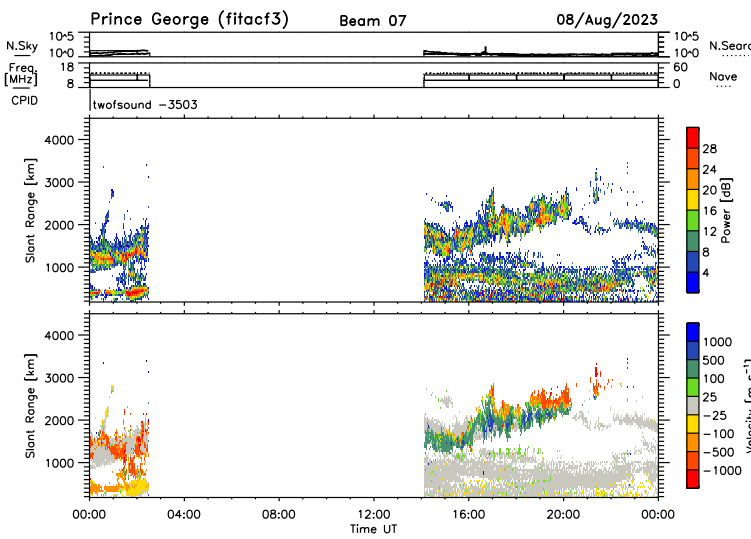 Prince George (fitacf3) Beam 07 08/Aug/2023
N.Sky 10^5 10^0 10^5 10^0 N.Sear
Freq. [MHz] 18 8 60 0 Nave
CPID twofsound -3503
Slant Range [km] 4000 3000 2000 1000
28 24 20 16 12 8 4 Power [dB]
Slant Range [km] 4000 3000 2000 1000
1000 500 100 25 -25 -100 -500 -1000 Velocity [m s⁻¹]
00:00 04:00 08:00 12:00 16:00 20:00 00:00
Time UT